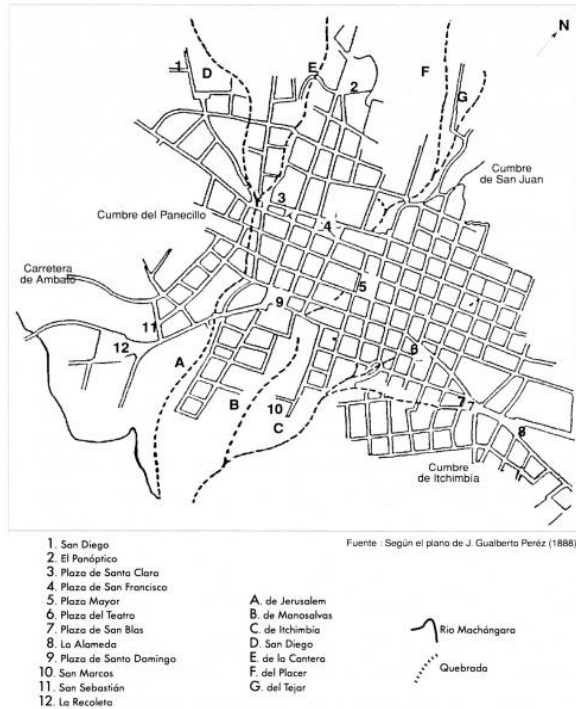 N
1
D
E
2
F
G
Cumbre
de San Juan
3
Cumbre del Panecillo
4
Carretera
de Ambato
5
9
11
12
A
6
B
10
C
7
8
Cumbre
de Itchimbía
Fuente : Según el plano de J. Gualberto Peréz (1888)
1. San Diego
2. El Panóptico
3. Plaza de Santa Clara
4. Plaza de San Francisco
5. Plaza Mayor
6. Plaza del Teatro
7. Plaza de San Blas
8. La Alameda
9. Plaza de Santo Domingo
10. San Marcos
11. San Sebastián
12. La Recoleta
A. de Jerusalem
B. de Manosalvas
C. de Itchimbía
D. San Diego
E. de la Cantera
F. del Placer
G. del Tejar
Rio Machángara
Quebrada